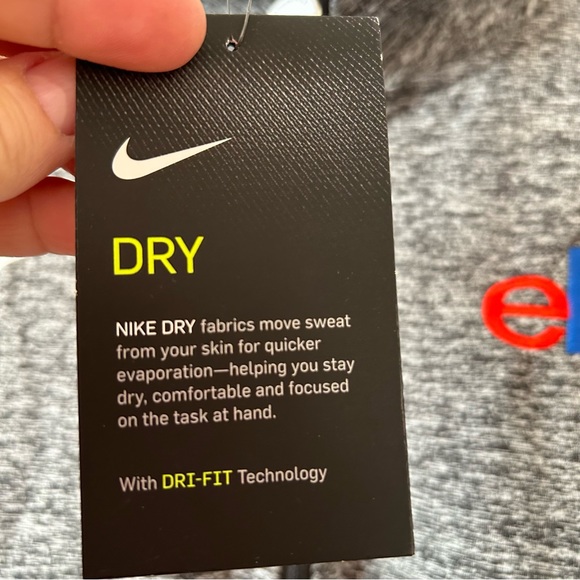 DRY
NIKE DRY fabrics move sweat
from your skin for quicker
evaporation—helping you stay
dry, comfortable and focused
on the task at hand.
With DRI-FIT Technology
e